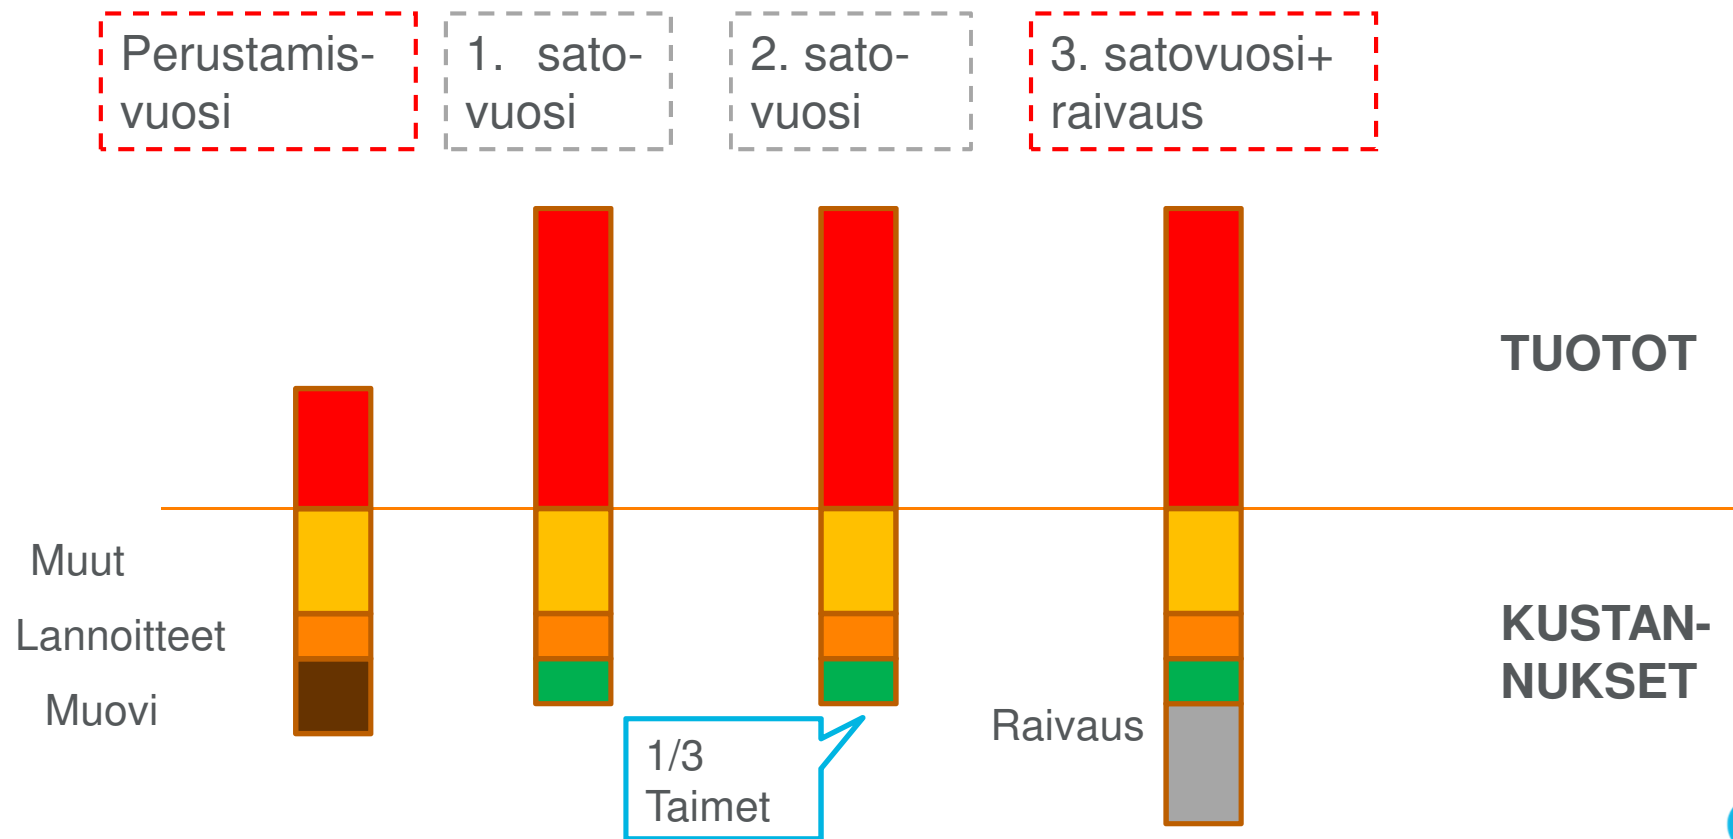 Perustamis-
vuosi
1. sato-
vuosi
2. sato-
vuosi
3. satovuosi+
raivaus
TUOTOT
Muut
Lannoitteet
Muovi
KUSTAN-
NUKSET
1/3
Taimet
Raivaus